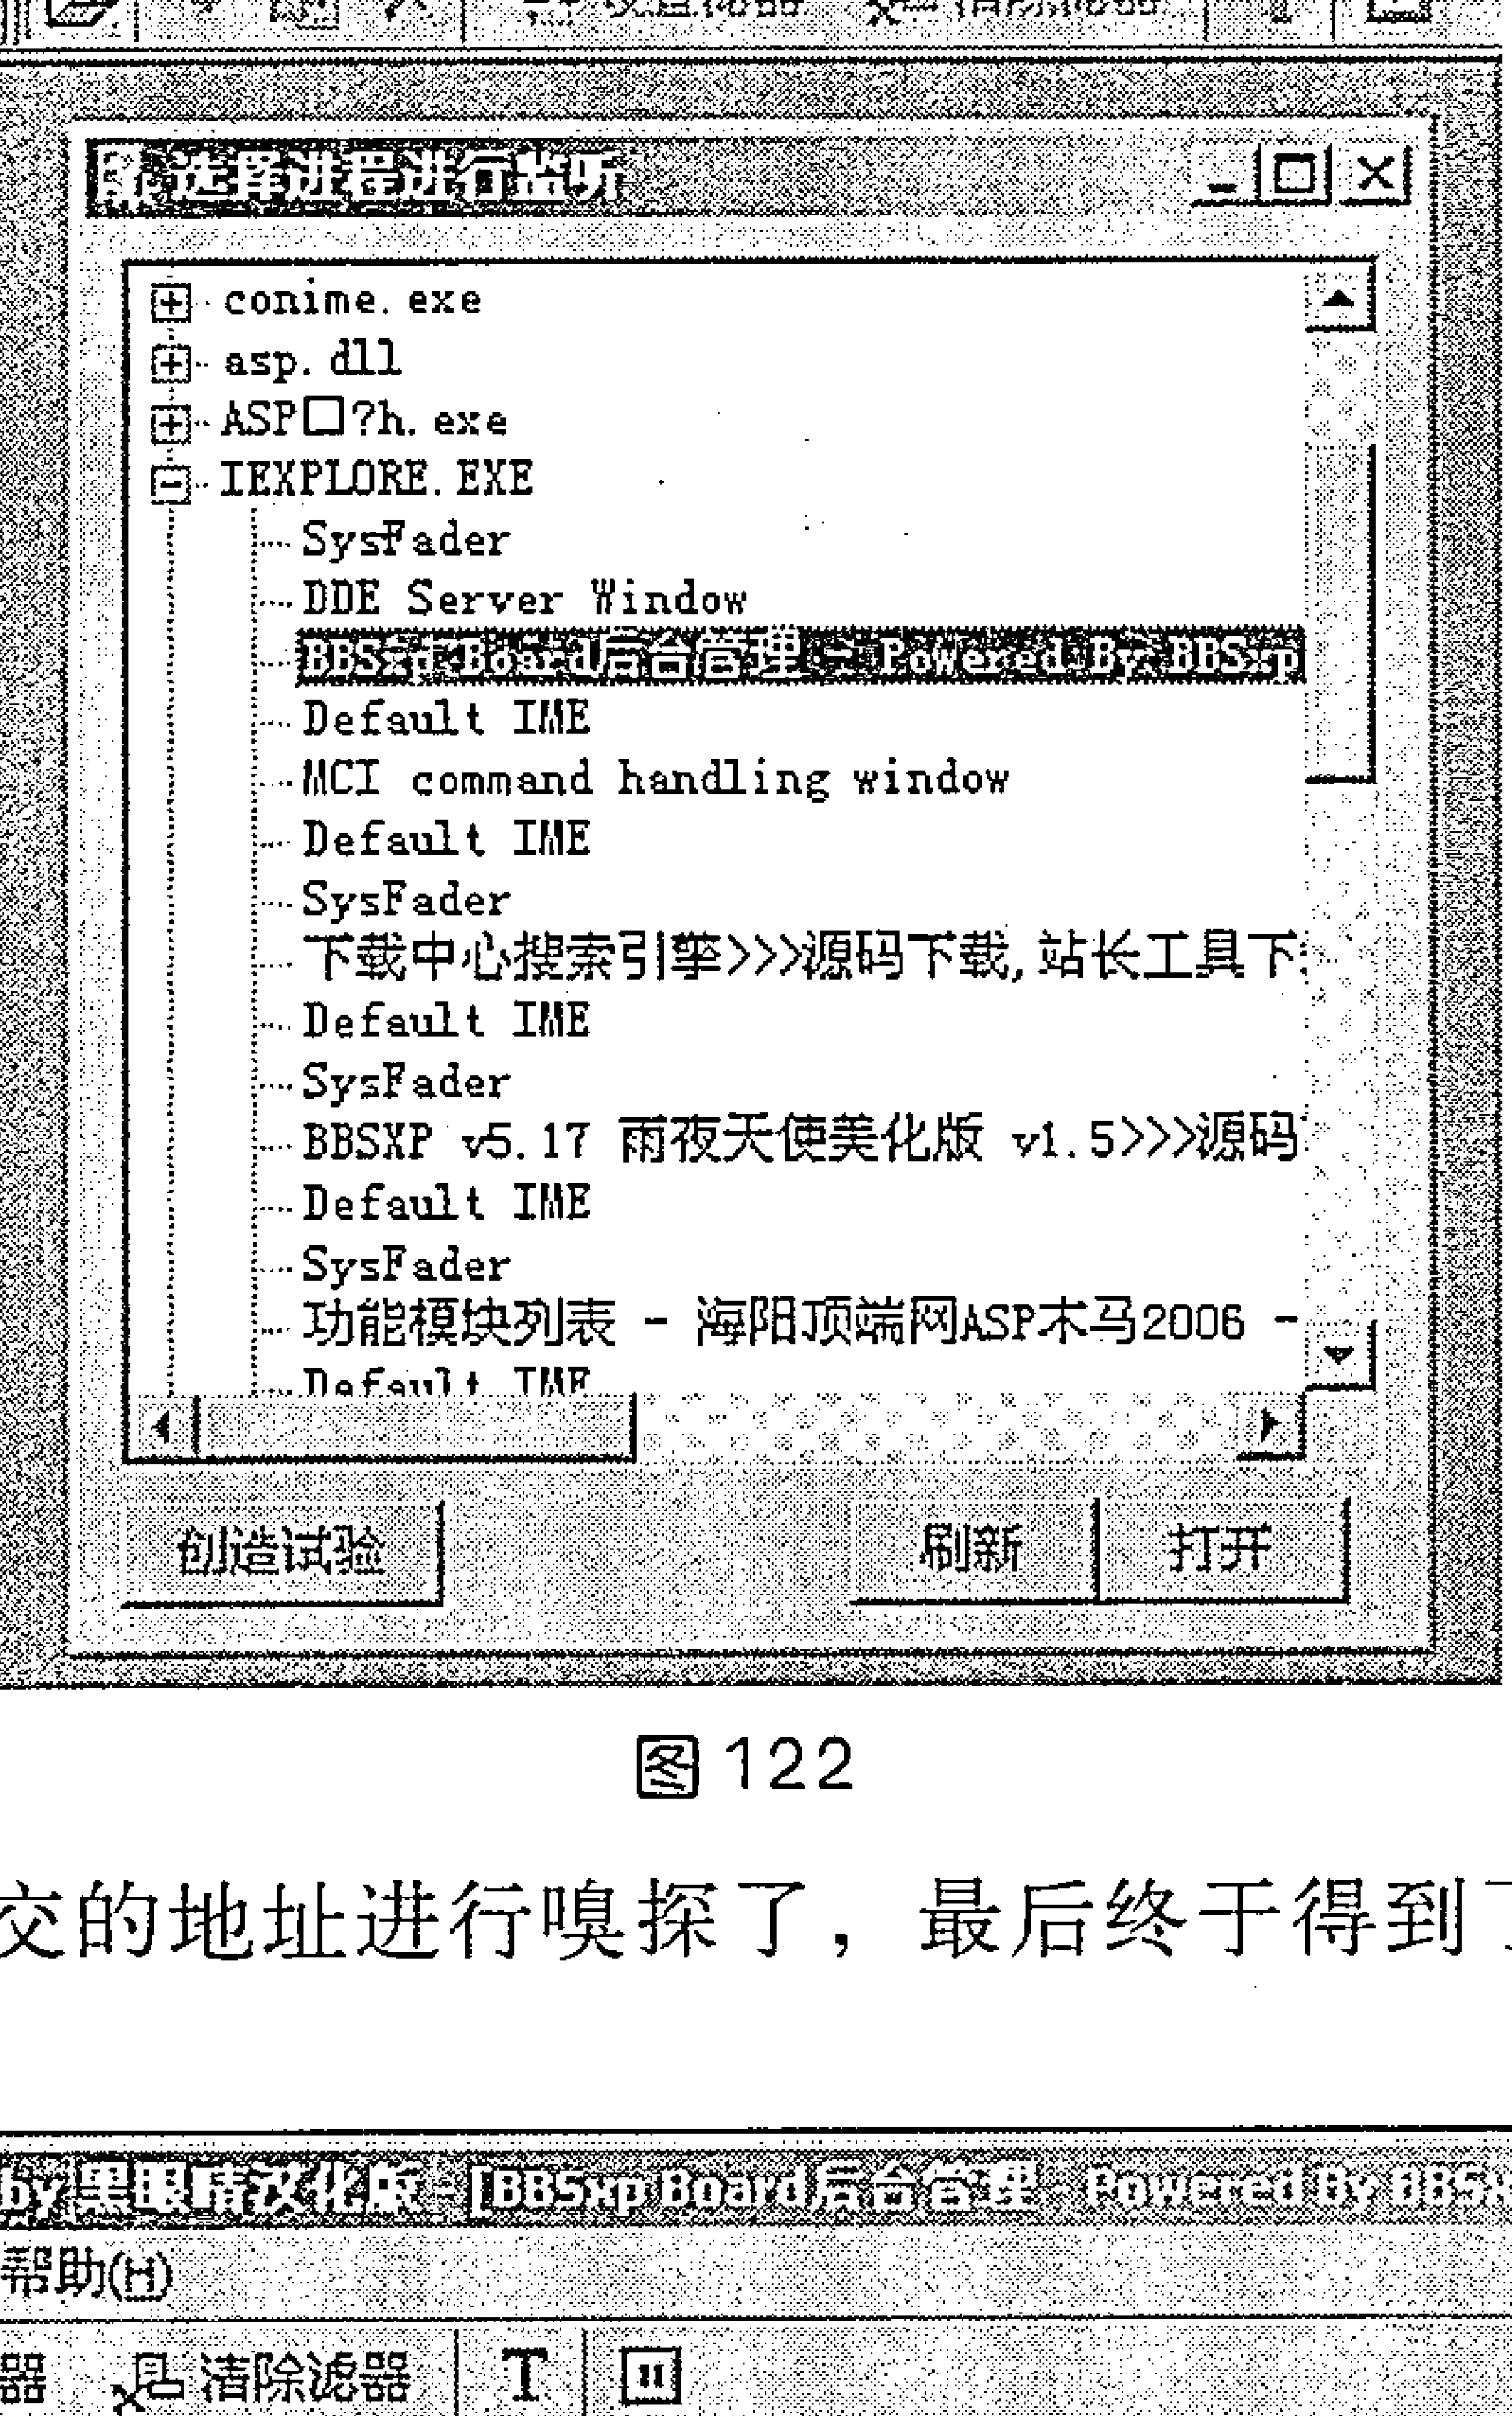 选择进程进行监听
conime.exe
asp.dll
ASP□?h.exe
IEXPLORE.EXE
SysFader
DDE Server Window
BBSxp Board后台管理 - Powered By BBSxp
Default IME
MCI command handling window
Default IME
SysFader
下载中心搜索引擎>>>源码下载,站长工具下
Default IME
SysFader
BBSXP v5.17 雨夜天使美化版 v1.5>>>源码
Default IME
SysFader
功能模块列表 - 海阳顶端网ASP木马2006 -
Default IME
创造试验 刷新 打开
图 122
交的地址进行嗅探了，最后终于得到了
by黑眼睛汉化版 - [BBSxp Board后台管理 - Powered By BBSx
帮助(H)
器 清除滤器 T